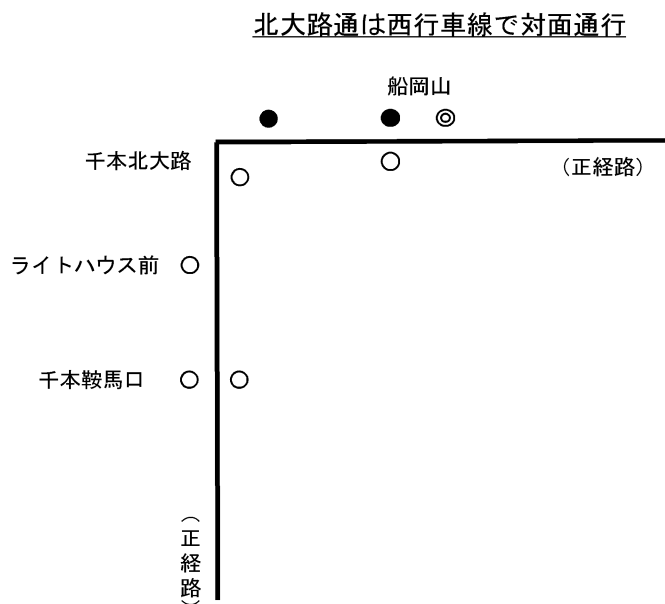 北大路通は西行車線で対面通行
船岡山
千本北大路
（正経路）
ライトハウス前
千本鞍馬口
（正経路）